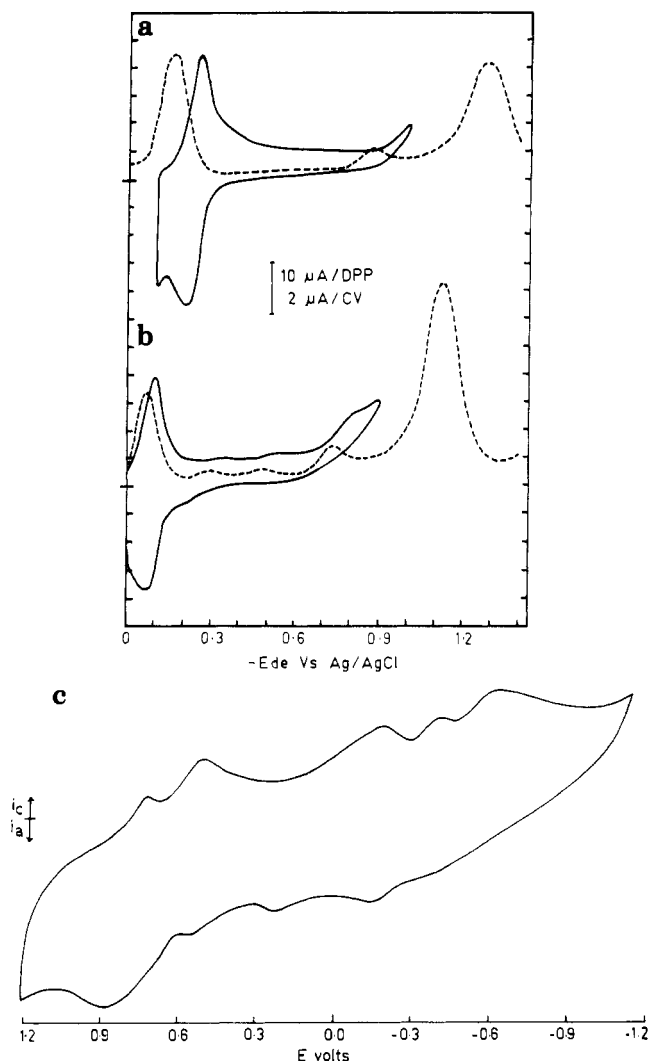 a
10 μA/DPP
2 μA/CV
b
0 0.3 0.6 0.9 1.2
-Ede Vs Ag/AgCl
c
ic
ia
1.2 0.9 0.6 0.3 0.0 -0.3 -0.6 -0.9 -1.2
E volts